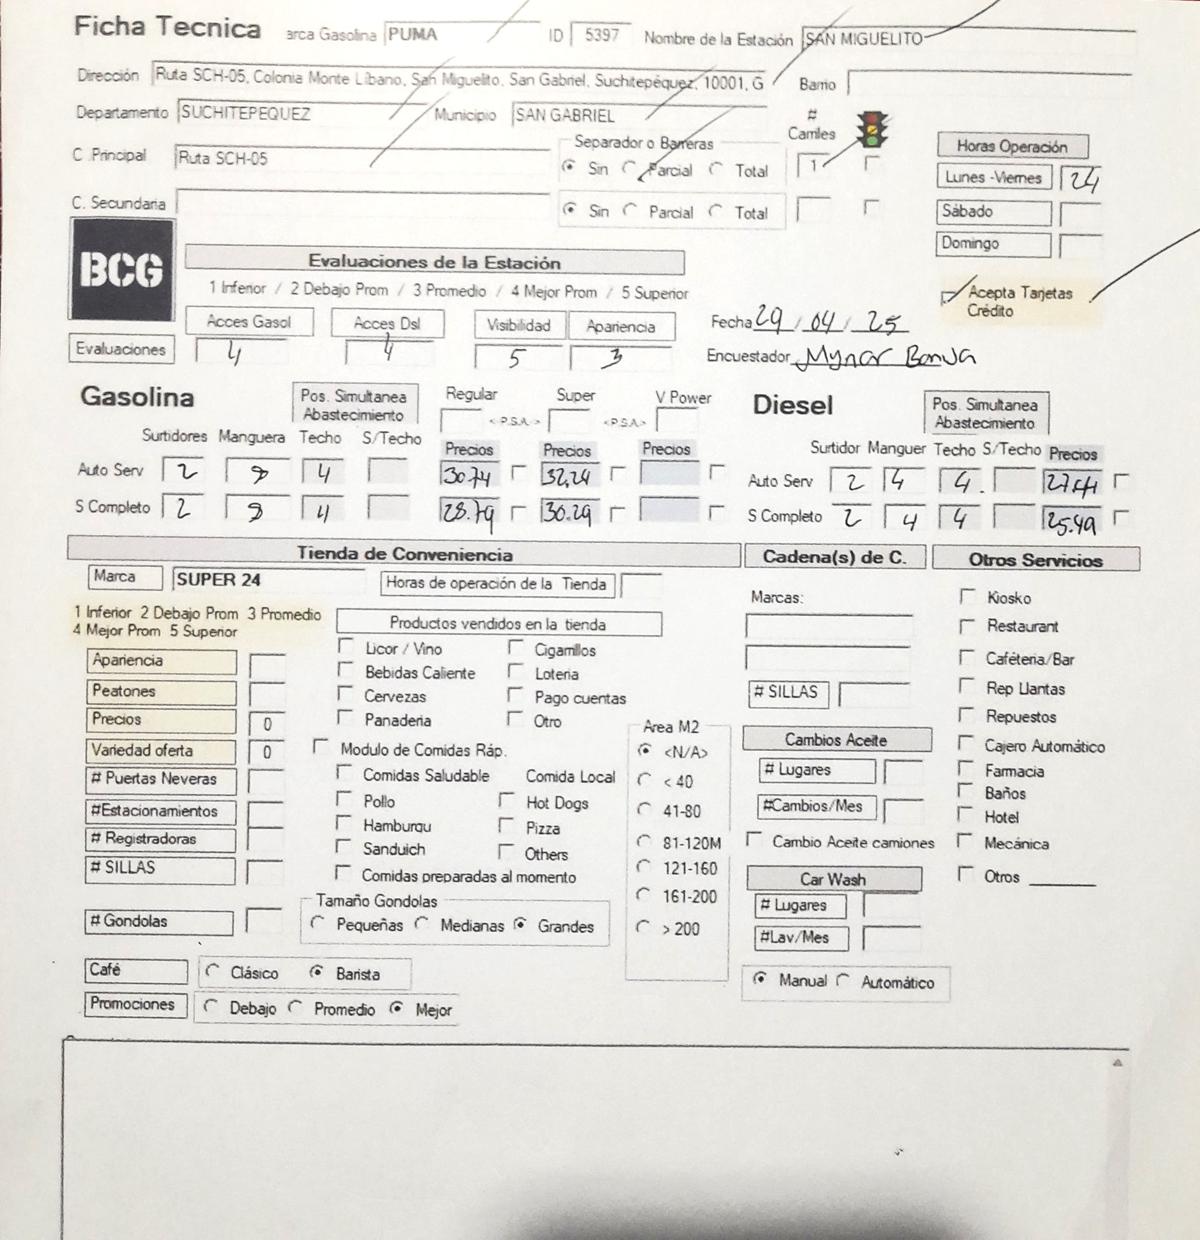 Ficha Tecnica arca Gasolina PUMA ID 5397 Nombre de la Estación SAN MIGUELITO
Dirección Ruta SCH-05, Colonia Monte Líbano, San Miguelito, San Gabriel, Suchitepéquez, 10001, G Barrio
Departamento SUCHITEPEQUEZ Municipio SAN GABRIEL # Carriles
C .Principal Ruta SCH-05 Separador o Barreras Sin Parcial Total 1
C. Secundaria Sin Parcial Total
Horas Operación
Lunes -Viernes 24
Sábado
Domingo
BCG
Evaluaciones de la Estación
1 Inferior / 2 Debajo Prom / 3 Promedio / 4 Mejor Prom / 5 Superior
Acepta Tarjetas Crédito
Acces Gasol Acces Dsl Visibilidad Apariencia Fecha 29 / 04 / 25
Evaluaciones 4 4 5 3 Encuestador Mynor
Gasolina Pos. Simultanea Abastecimiento Regular <-P.S.A-> Super <-P.S.A-> V Power
Surtidores Manguera Techo S/Techo Precios Precios Precios
Auto Serv 2 8 4 30.74 32.24
S Completo 2 8 4 28.79 30.29
Diesel Pos. Simultanea Abastecimiento
Surtidor Manguer Techo S/Techo Precios
Auto Serv 2 4 4
S Completo 2 4 4 25.49
Tienda de Conveniencia
Marca SUPER 24 Horas de operación de la Tienda
1 Inferior 2 Debajo Prom 3 Promedio
4 Mejor Prom 5 Superior
Apariencia
Peatones
Precios 0
Variedad oferta 0
# Puertas Neveras
#Estacionamientos
# Registradoras
# SILLAS
# Gondolas
Productos vendidos en la tienda
Licor / Vino Cigarrillos
Bebidas Caliente Loteria
Cervezas Pago cuentas
Panaderia Otro
Modulo de Comidas Ráp.
Comidas Saludable Comida Local
Pollo Hot Dogs
Hamburqu Pizza
Sanduich Others
Comidas preparadas al momento
Tamaño Gondolas
Pequeñas Medianas Grandes
Area M2
<N/A>
< 40
41-80
81-120M
121-160
161-200
> 200
Café Clásico Barista
Promociones Debajo Promedio Mejor
Cadena(s) de C.
Marcas:
# SILLAS
Cambios Aceite
# Lugares
#Cambios/Mes
Cambio Aceite camiones
Car Wash
# Lugares
#Lav/Mes
Manual Automático
Otros Servicios
Kiosko
Restaurant
Caféteria/Bar
Rep Llantas
Repuestos
Cajero Automático
Farmacia
Baños
Hotel
Mecánica
Otros